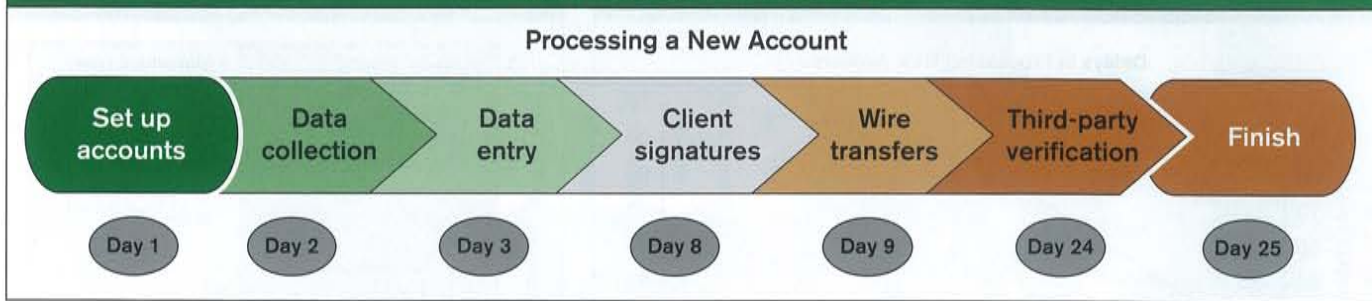 Processing a New Account
Set up
accounts
Data
collection
Data
entry
Client
signatures
Wire
transfers
Third-party
verification
Finish
Day 1
Day 2
Day 3
Day 8
Day 9
Day 24
Day 25